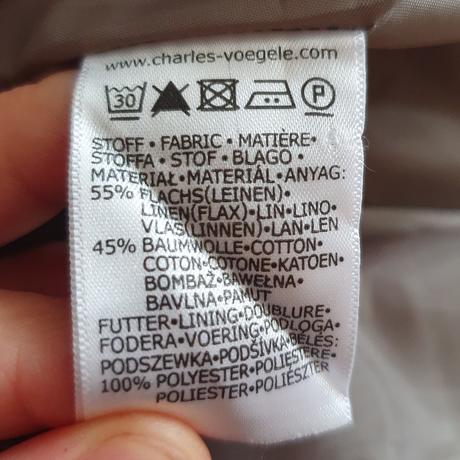 www.charles-voegele.com
30 P
STOFF • FABRIC • MATIÈRE•
STOFFA • STOF • BLAGO •
MATERIAŁ•MATERIÁL•ANYAG:
55% FLACHS(LEINEN)•
LINEN(FLAX)•LIN•LINO•
VLAS(LINNEN)•LAN•LEN
45% BAUMWOLLE•COTTON•
COTON•COTONE•KATOEN•
BOMBAŽ•BAWEŁNA•
BAVLNA•PAMUT
FUTTER•LINING•DOUBLURE•
FODERA•VOERING•PODLOGA•
PODSZEWKA•PODŠÍVKA•BÉLÉS:
100% POLYESTER•POLIESTERE•
POLIESTER•POLIÉSZTER